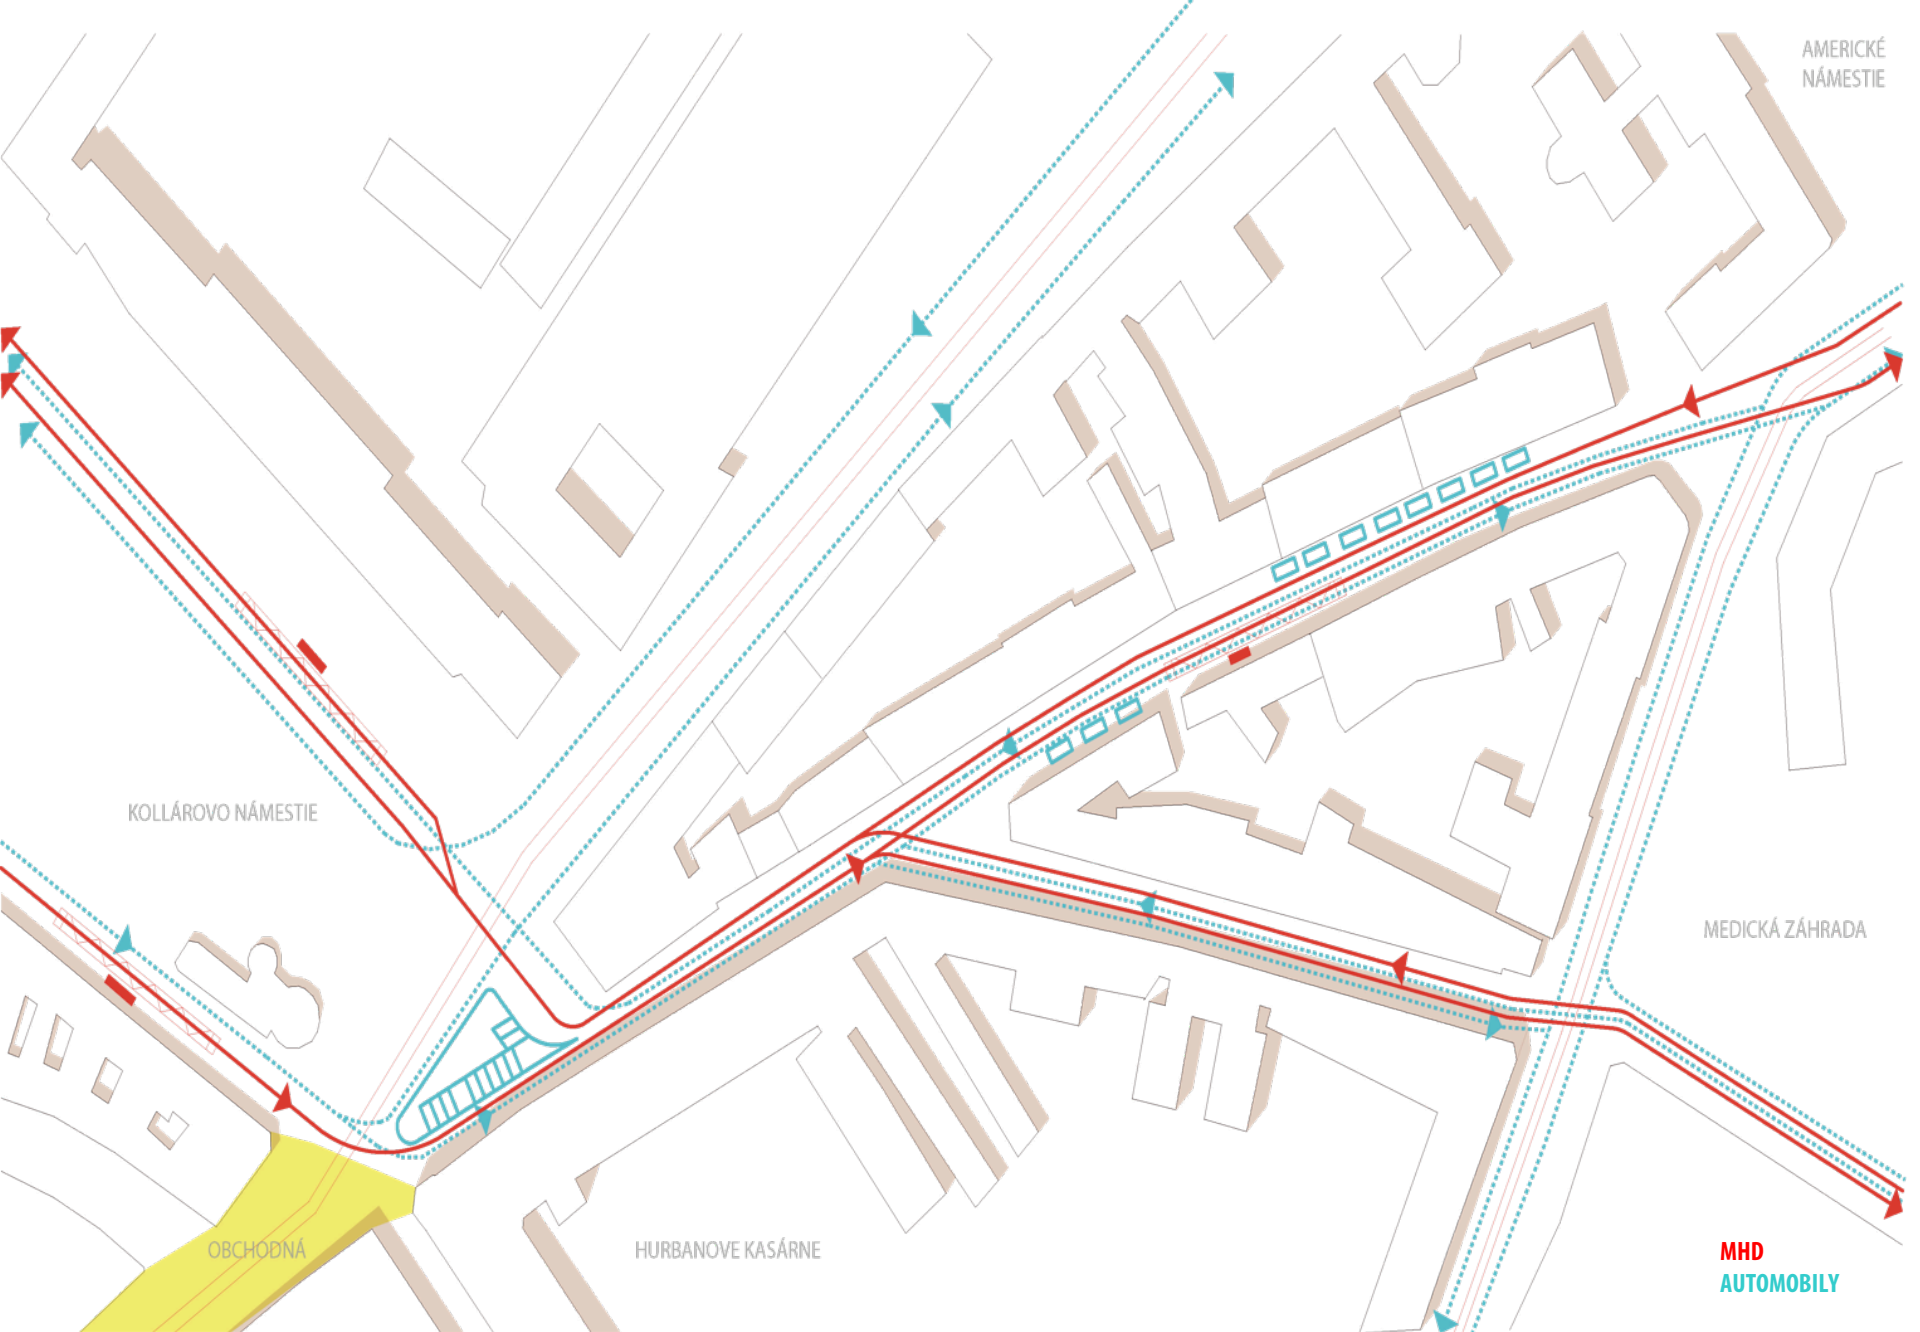 AMERICKÉ
NÁMESTIE
KOLLÁROVO NÁMESTIE
MEDICKÁ ZÁHRADA
OBCHODNÁ
HURBANOVE KASÁRNE
MHD
AUTOMOBILY